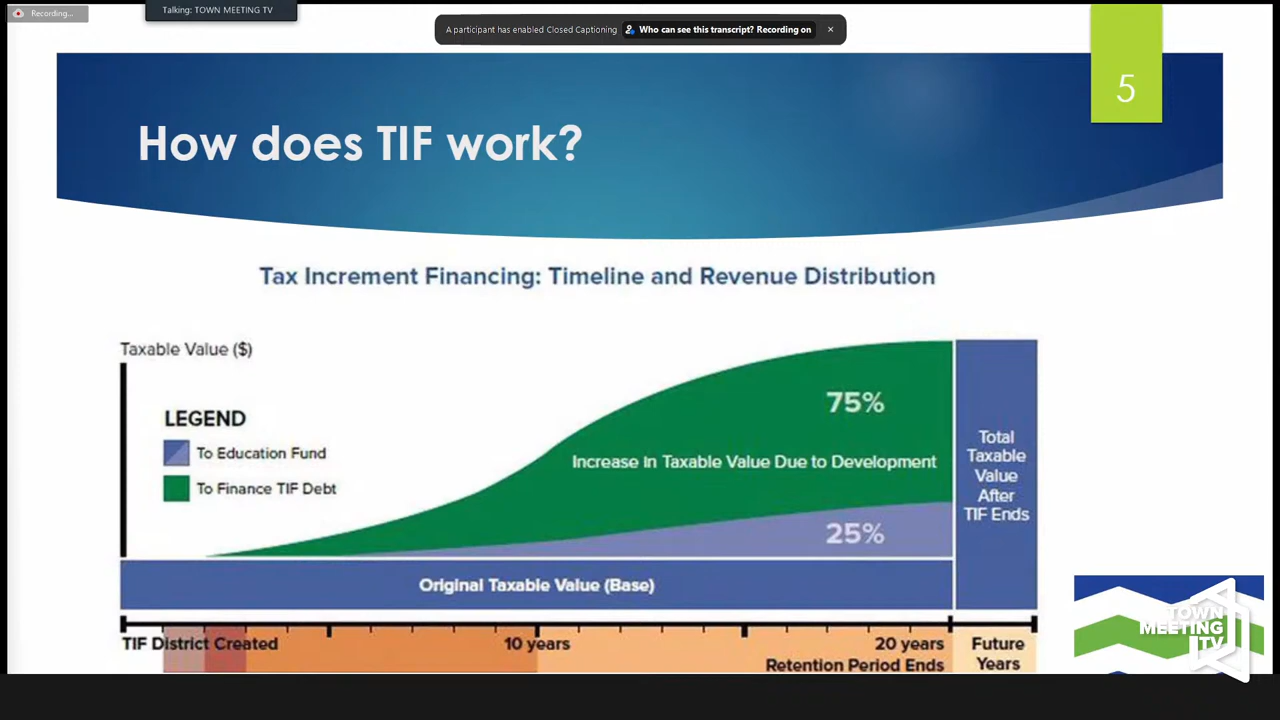 Recording...
Talking: TOWN MEETING TV
A participant has enabled Closed Captioning Who can see this transcript? Recording on ×
5
How does TIF work?
Tax Increment Financing: Timeline and Revenue Distribution
Taxable Value ($)
LEGEND
To Education Fund
To Finance TIF Debt
75%
Increase In Taxable Value Due to Development
25%
Original Taxable Value (Base)
Total
Taxable
Value
After
TIF Ends
TIF District Created 10 years 20 years
Retention Period Ends
Future
Years
TOWN
MEETING
TV